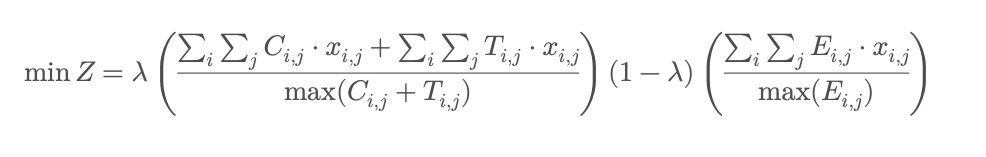 min Z = λ ( (∑_i ∑_j C_{i,j} · x_{i,j} + ∑_i ∑_j T_{i,j} · x_{i,j}) / max(C_{i,j} + T_{i,j}) ) (1 − λ) ( (∑_i ∑_j E_{i,j} · x_{i,j}) / max(E_{i,j}) )